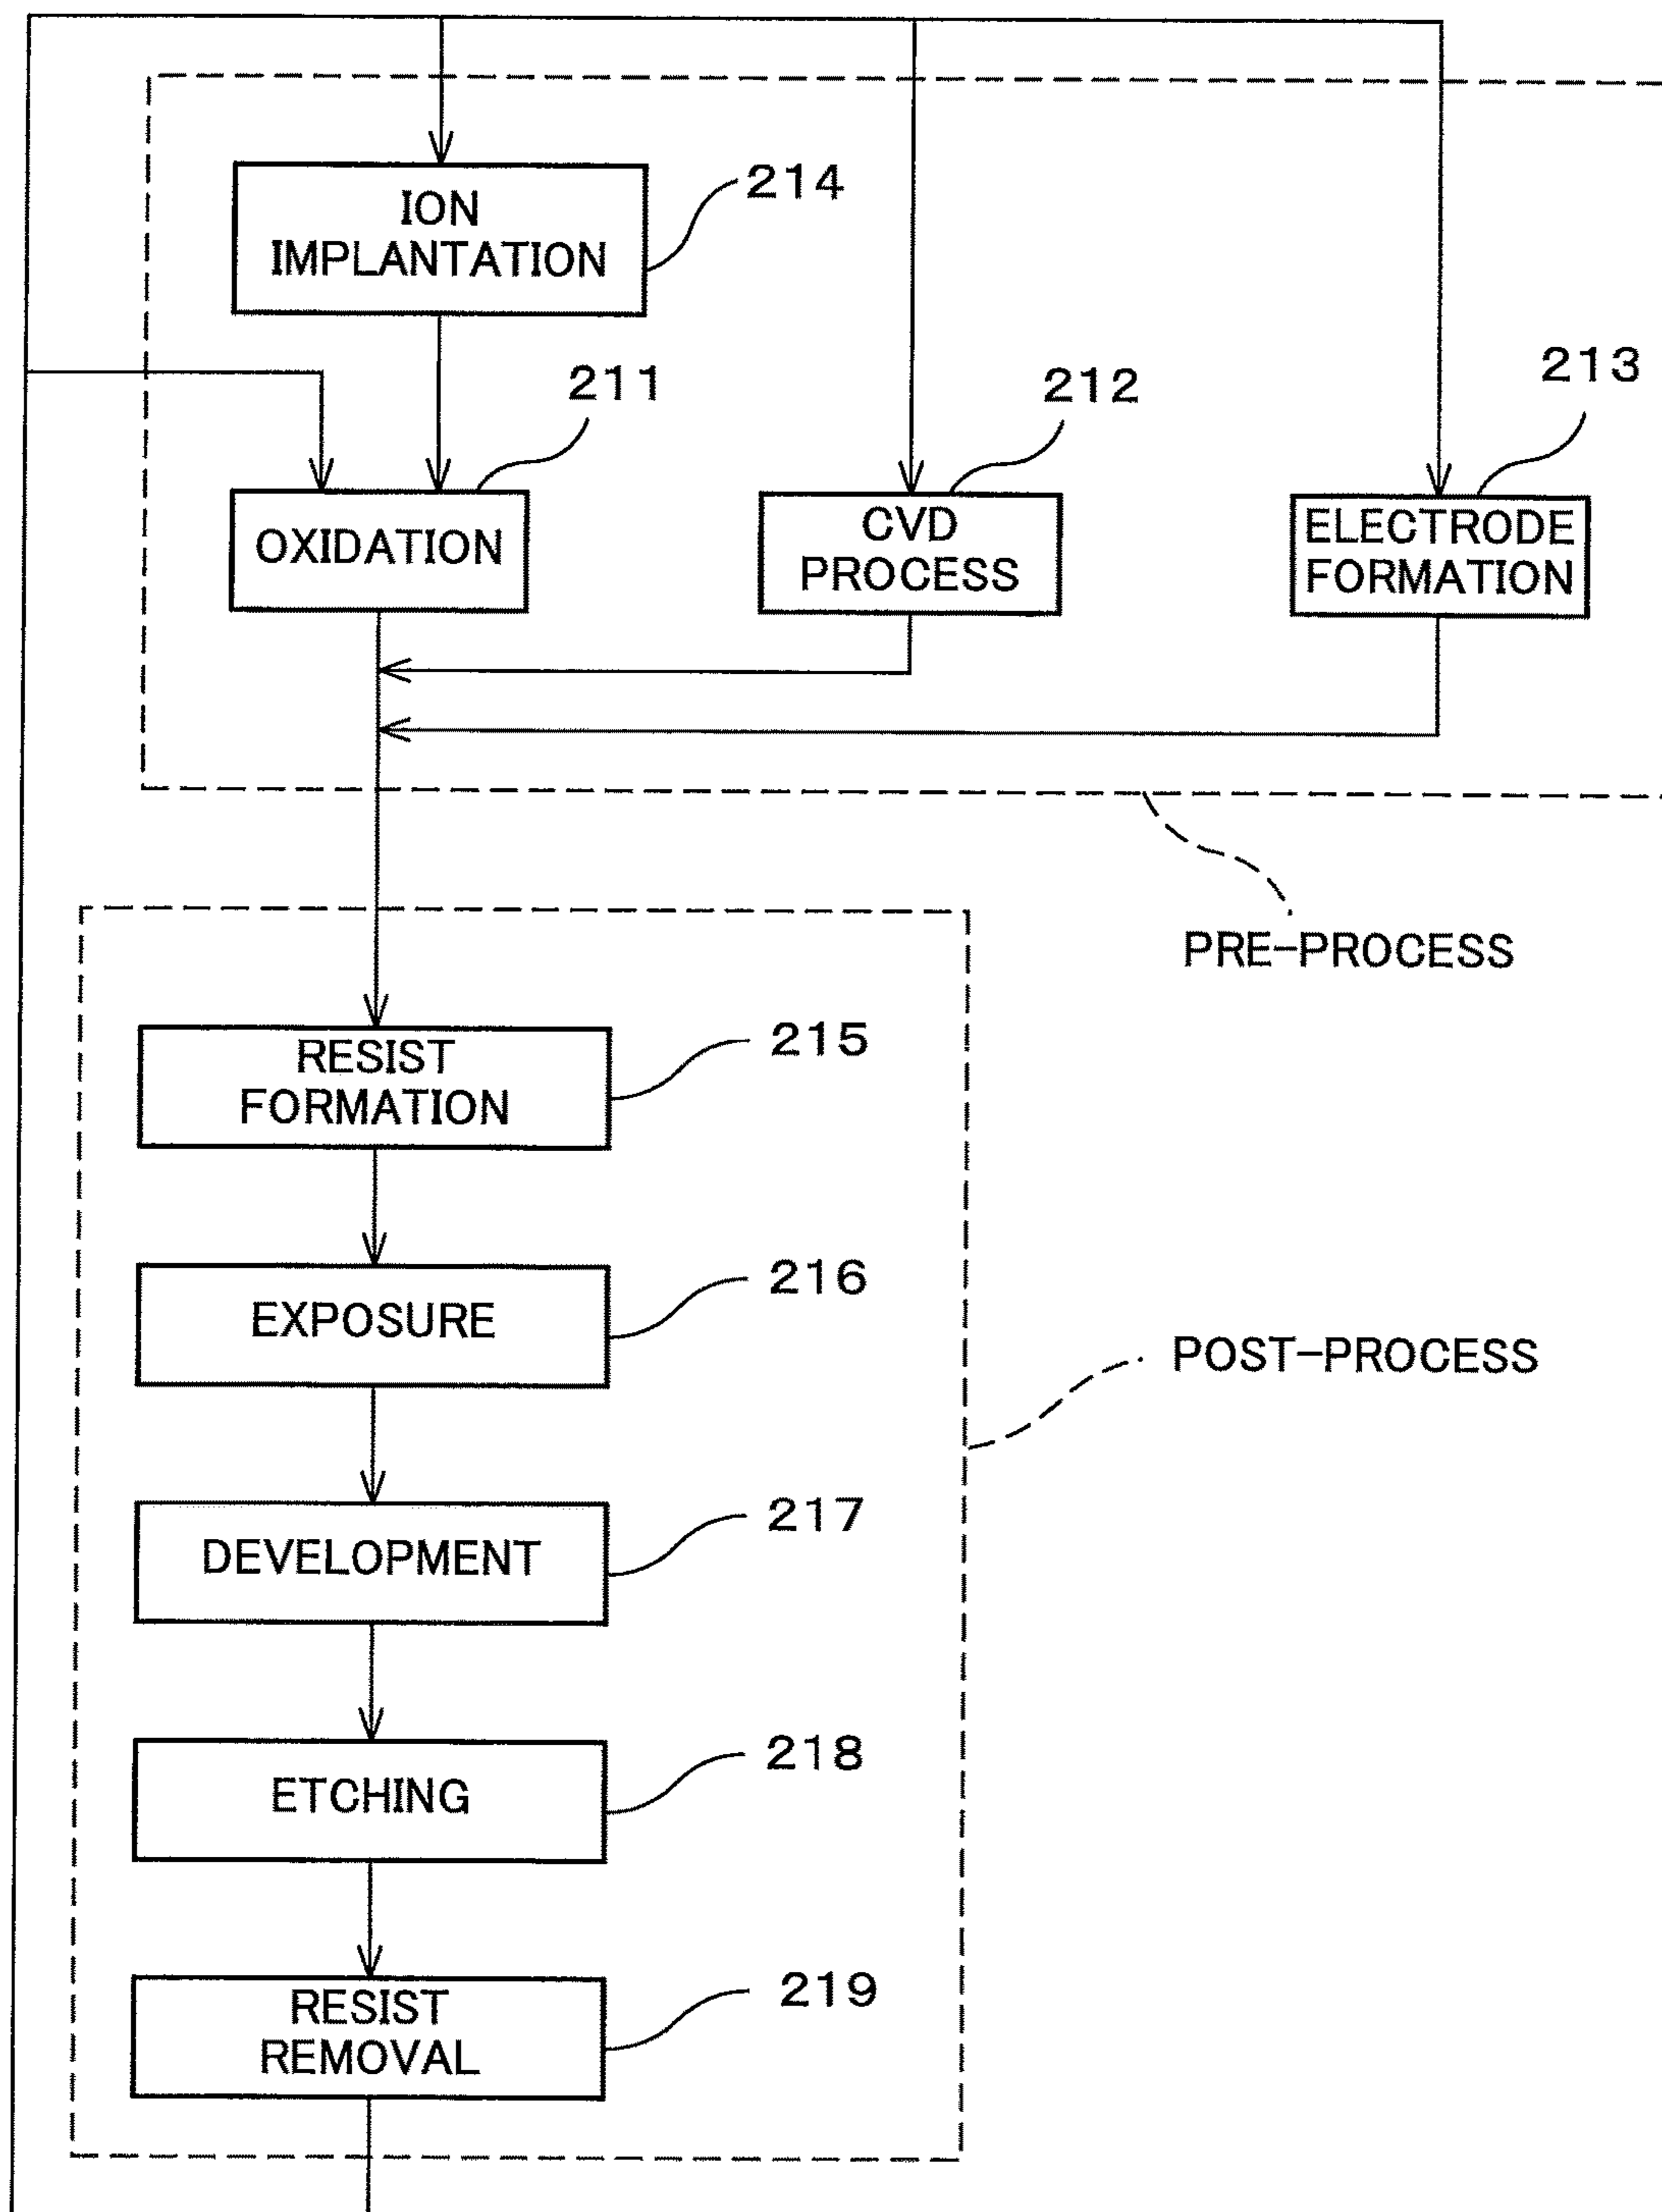 214
ION
IMPLANTATION
211
212
213
OXIDATION
CVD
PROCESS
ELECTRODE
FORMATION
PRE-PROCESS
RESIST
FORMATION
215
EXPOSURE
216
POST-PROCESS
DEVELOPMENT
217
ETCHING
218
RESIST
REMOVAL
219